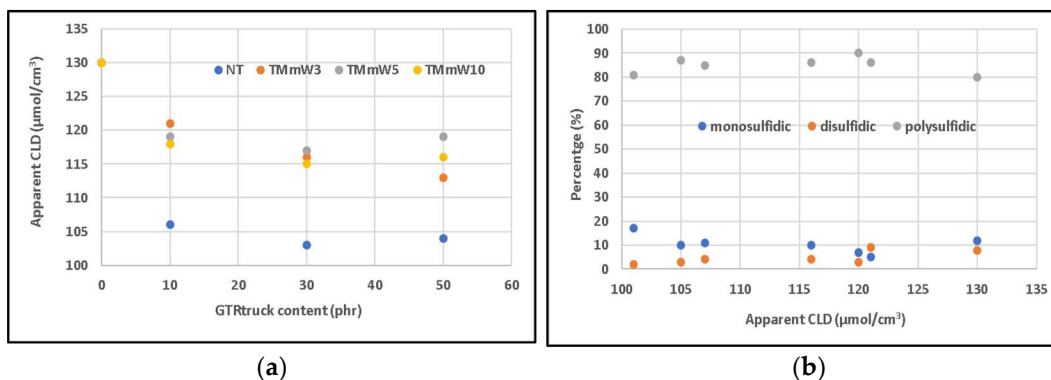 130
125
120
115
110
105
100
Apparent CLD (µmol/cm³)
NT TMmW3 TMmW5 TMmW10
0 10 20 30 40 50 60
GTRtruck content (phr)
(a)
100
90
80
70
60
50
40
30
20
10
0
Percentge (%)
monosulfidic disulfidic polysulfidic
100 105 110 115 120 125 130 135
Apparent CLD (µmol/cm³)
(b)